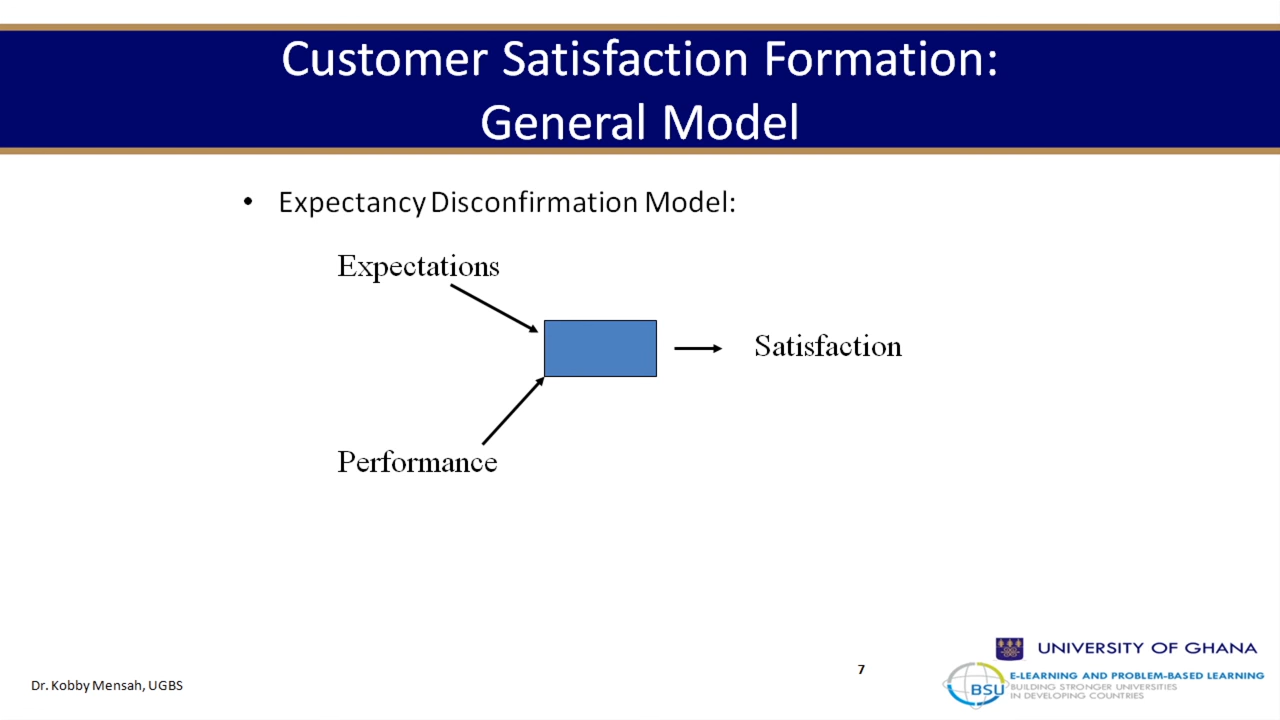 Customer Satisfaction Formation:
General Model
• Expectancy Disconfirmation Model:
Expectations
Satisfaction
Performance
Dr. Kobby Mensah, UGBS
7
UNIVERSITY OF GHANA
BSU
E-LEARNING AND PROBLEM-BASED LEARNING
BUILDING STRONGER UNIVERSITIES
IN DEVELOPING COUNTRIES